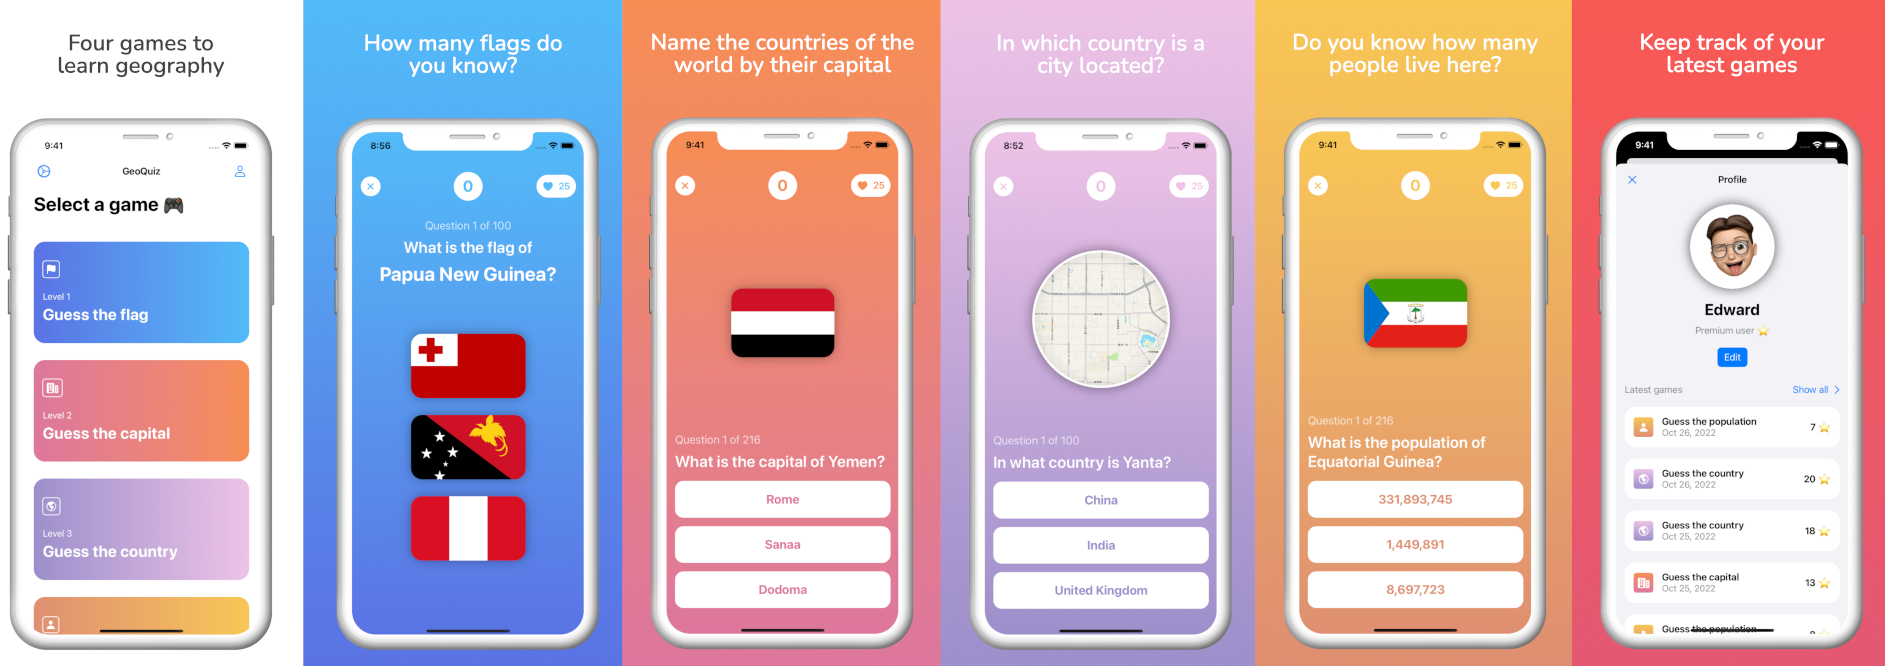 Four games to
learn geography
9:41
GeoQuiz
Select a game
Level 1
Guess the flag
Level 2
Guess the capital
Level 3
Guess the country
How many flags do
you know?
8:56
0
25
Question 1 of 100
What is the flag of
Papua New Guinea?
Name the countries of the
world by their capital
9:41
0
25
Question 1 of 216
What is the capital of Yemen?
Rome
Sanaa
Dodoma
In which country is a
city located?
8:52
0
25
Question 1 of 100
In what country is Yanta?
China
India
United Kingdom
Do you know how many
people live here?
9:41
0
25
Question 1 of 216
What is the population of
Equatorial Guinea?
331,893,745
1,449,891
8,697,723
Keep track of your
latest games
9:41
Profile
Edward
Premium user
Edit
Latest games Show all
Guess the population
Oct 26, 2022
7
Guess the country
Oct 26, 2022
20
Guess the country
Oct 25, 2022
18
Guess the capital
Oct 25, 2022
13
Guess the population